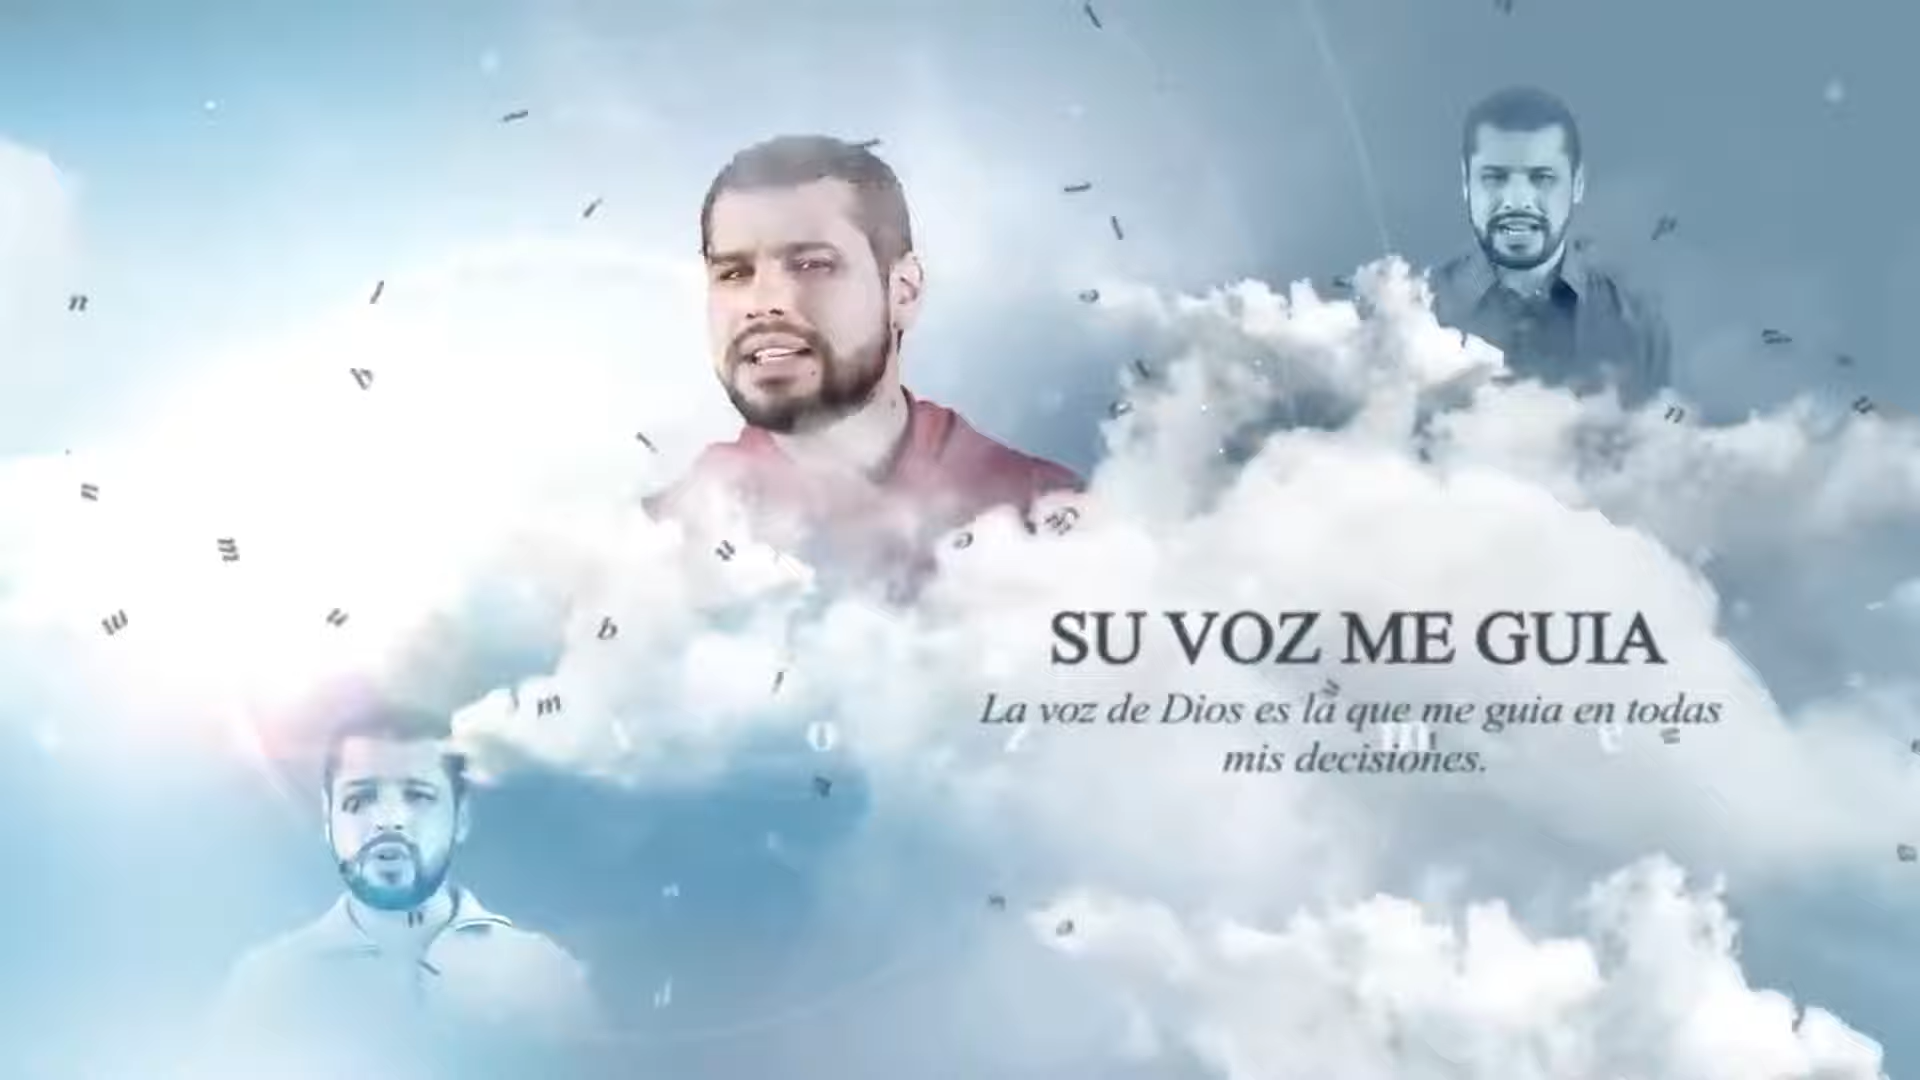 SU VOZ ME GUIA
La voz de Dios es la que me guia en todas
mis decisiones.